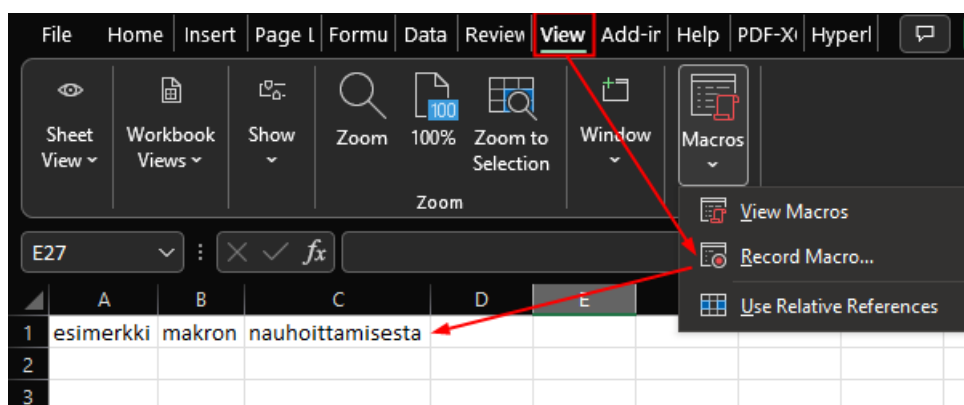 File Home Insert Page L Formu Data Review View Add-in Help PDF-X Hyperl
Sheet View
Workbook Views
Show
Zoom
100
100%
Zoom to Selection
Window
Macros
Zoom
View Macros
Record Macro...
Use Relative References
E27 fx
A B C D E
1 esimerkki makron nauhoittamisesta
2
3